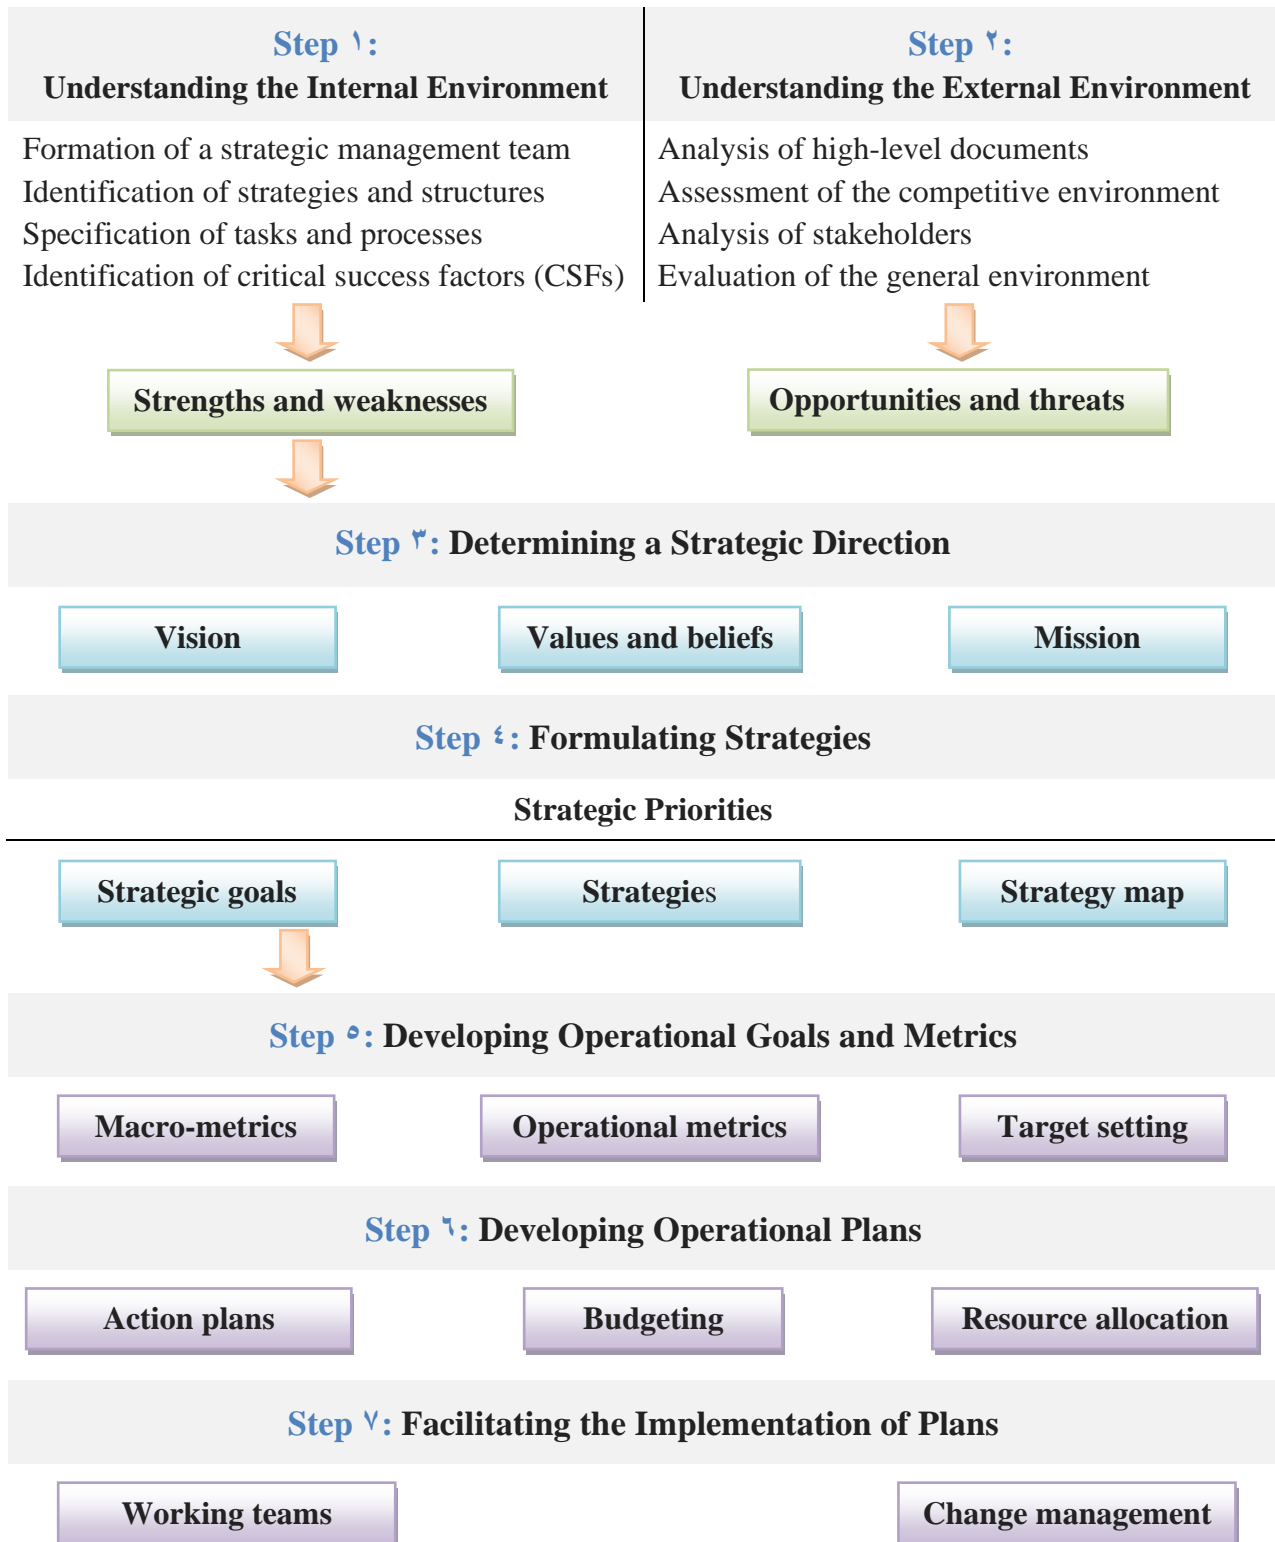 Step ١:
Understanding the Internal Environment
Formation of a strategic management team
Identification of strategies and structures
Specification of tasks and processes
Identification of critical success factors (CSFs)
Step ٢:
Understanding the External Environment
Analysis of high-level documents
Assessment of the competitive environment
Analysis of stakeholders
Evaluation of the general environment
Strengths and weaknesses
Opportunities and threats
Step ٣: Determining a Strategic Direction
Vision
Values and beliefs
Mission
Step ٤: Formulating Strategies
Strategic Priorities
Strategic goals
Strategies
Strategy map
Step ٥: Developing Operational Goals and Metrics
Macro-metrics
Operational metrics
Target setting
Step ٦: Developing Operational Plans
Action plans
Budgeting
Resource allocation
Step ٧: Facilitating the Implementation of Plans
Working teams
Change management